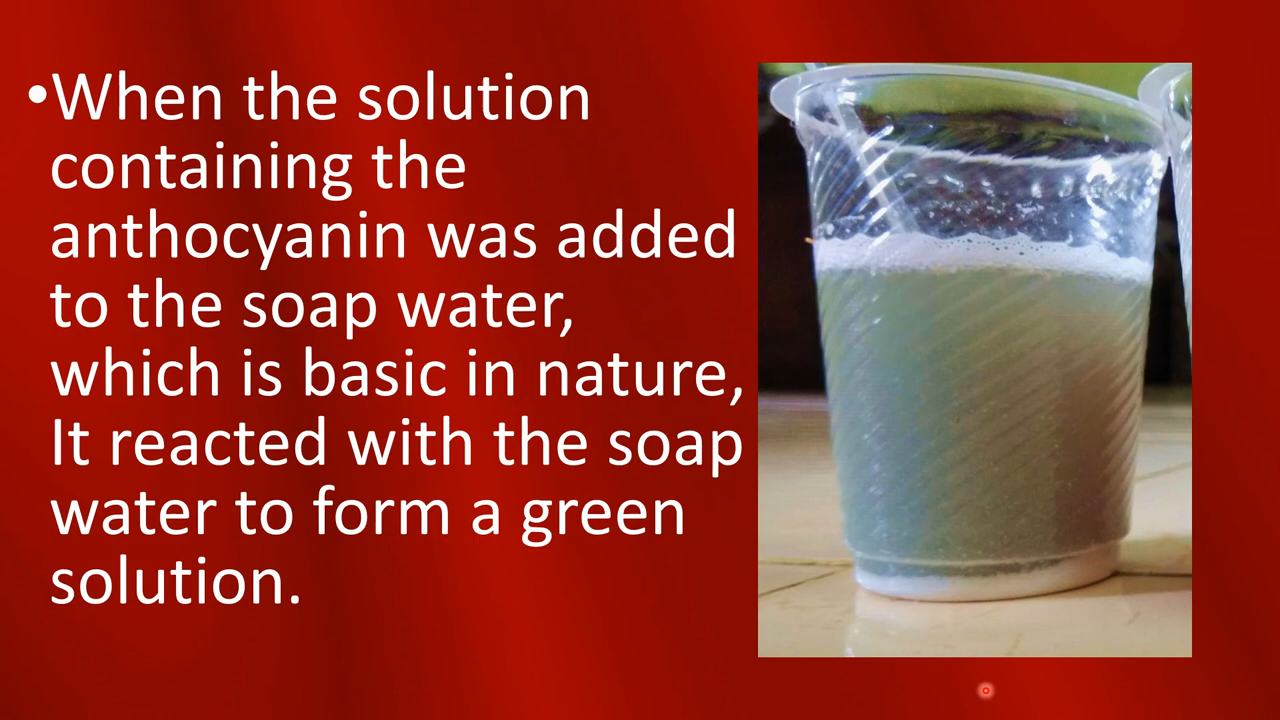 •When the solution
containing the
anthocyanin was added
to the soap water,
which is basic in nature,
It reacted with the soap
water to form a green
solution.